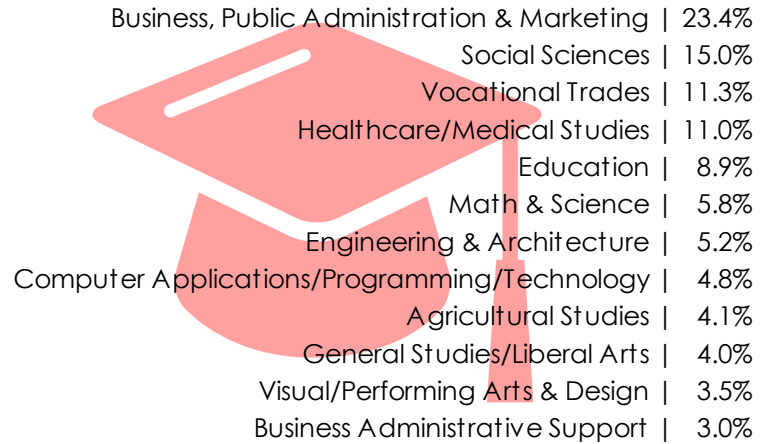 Business, Public Administration & Marketing | 23.4%
Social Sciences | 15.0%
Vocational Trades | 11.3%
Healthcare/Medical Studies | 11.0%
Education | 8.9%
Math & Science | 5.8%
Engineering & Architecture | 5.2%
Computer Applications/Programming/Technology | 4.8%
Agricultural Studies | 4.1%
General Studies/Liberal Arts | 4.0%
Visual/Performing Arts & Design | 3.5%
Business Administrative Support | 3.0%